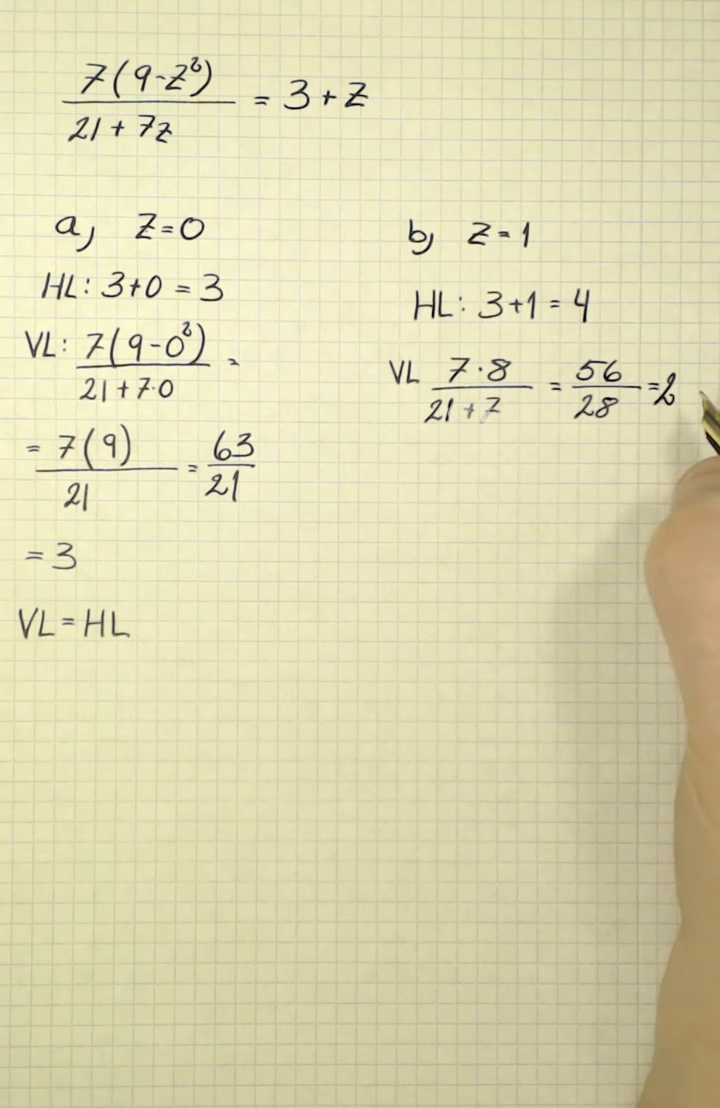 7(9-z²)/21+7z = 3+z
a) z=0
HL: 3+0 = 3
VL: 7(9-0²)/21+7·0 =
= 7(9)/21 = 63/21
= 3
VL = HL
b) z=1
HL: 3+1 = 4
VL 7·8/21+7 = 56/28 =2